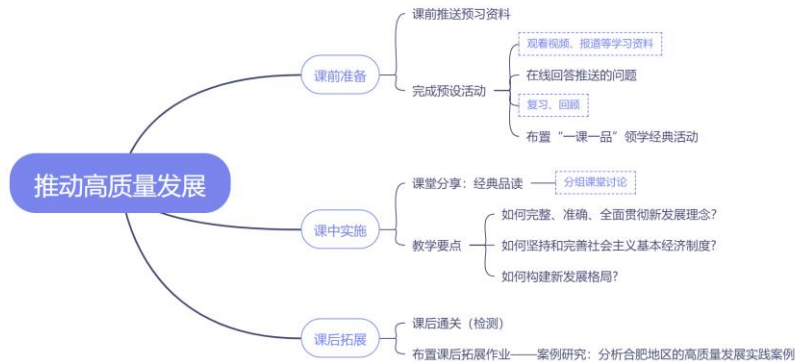 推动高质量发展
课前准备
课前推送预习资料
完成预设活动
观看视频、报道等学习资料
在线回答推送的问题
复习、回顾
布置“一课一品”领学经典活动
课中实施
课堂分享：经典品读
分组课堂讨论
教学要点
如何完整、准确、全面贯彻新发展理念？
如何坚持和完善社会主义基本经济制度？
如何构建新发展格局？
课后拓展
课后通关（检测）
布置课后拓展作业——案例研究：分析合肥地区的高质量发展实践案例